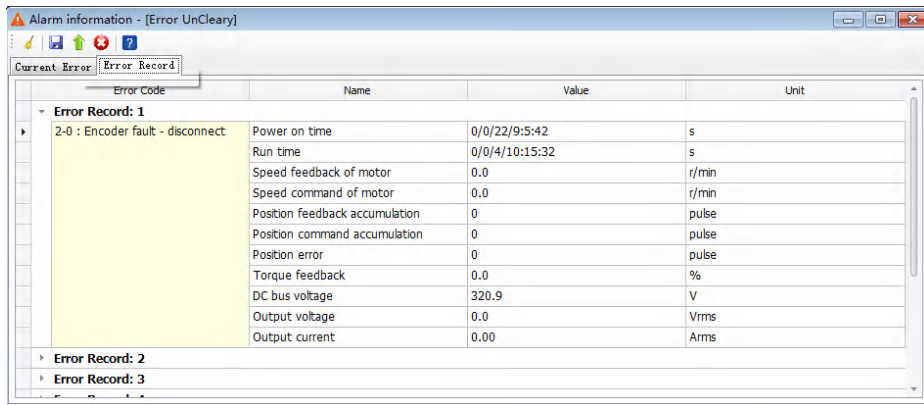 Alarm information - [Error UnCleary]
Current Error Error Record
Error Code Name Value Unit
Error Record: 1
2-0 : Encoder fault - disconnect Power on time 0/0/22/9:5:42 s
Run time 0/0/4/10:15:32 s
Speed feedback of motor 0.0 r/min
Speed command of motor 0.0 r/min
Position feedback accumulation 0 pulse
Position command accumulation 0 pulse
Position error 0 pulse
Torque feedback 0.0 %
DC bus voltage 320.9 V
Output voltage 0.0 Vrms
Output current 0.00 Arms
Error Record: 2
Error Record: 3